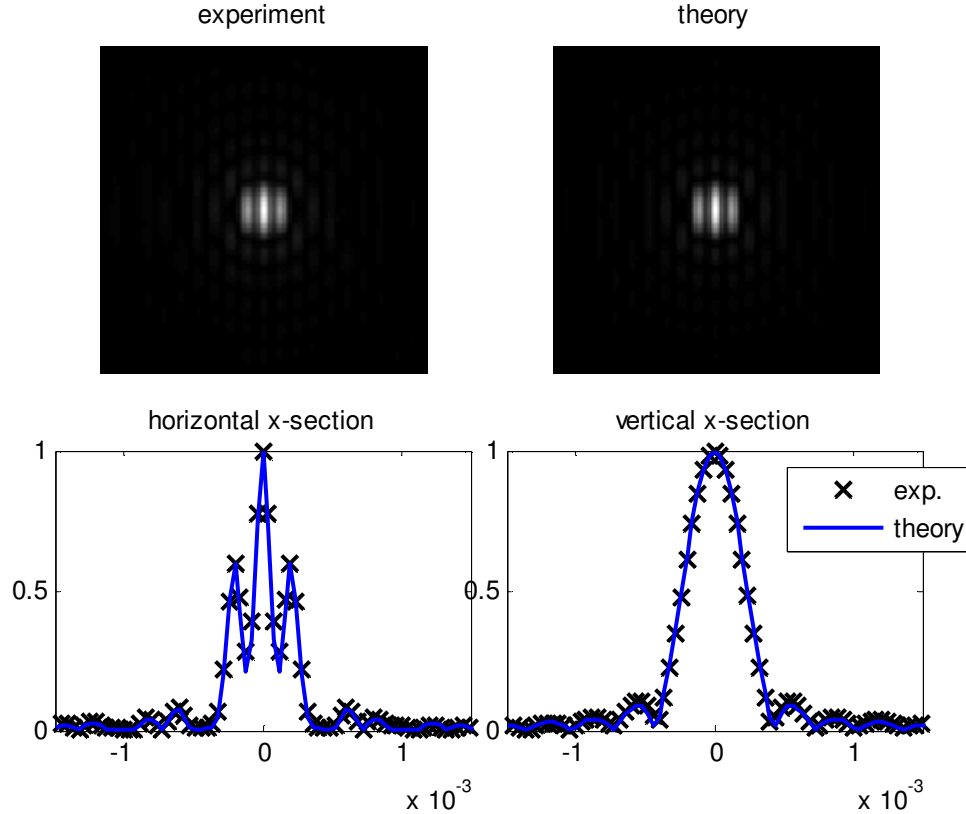 experiment
theory
horizontal x-section
1
0.5
0
-1
0
1
x 10^-3
vertical x-section
1
0.5
0
-1
0
1
x 10^-3
exp.
theory